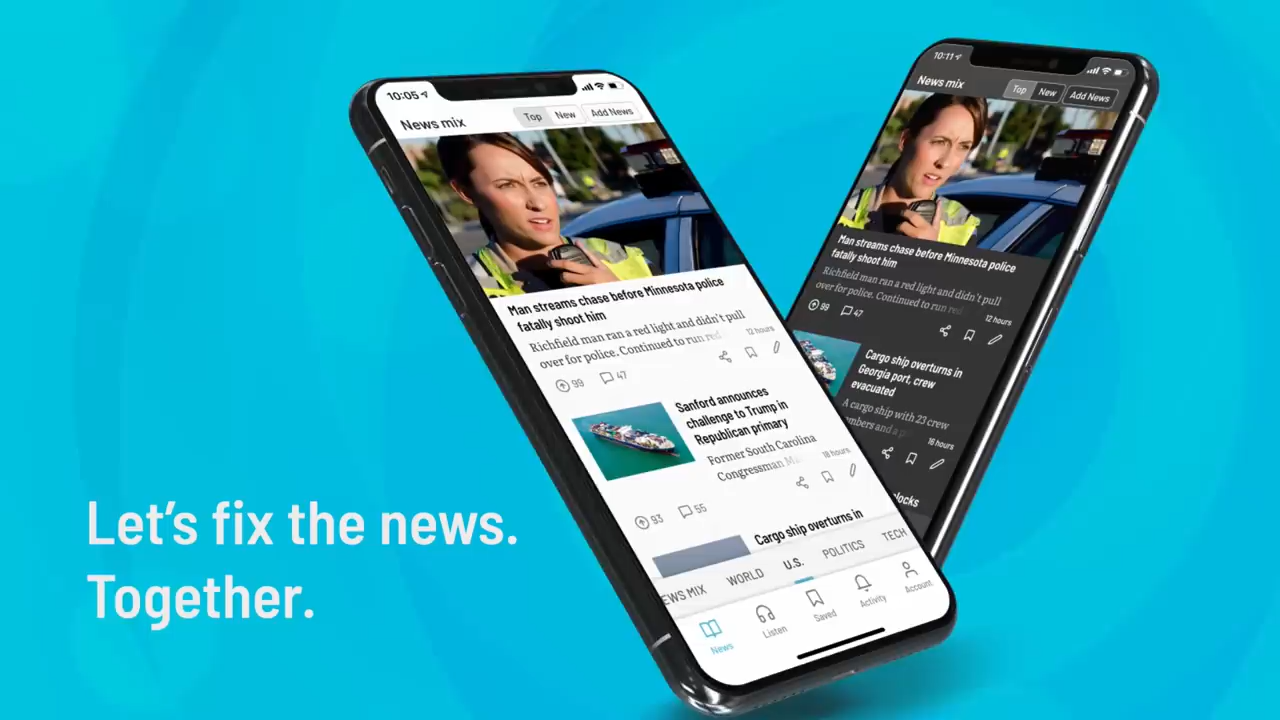 10:05
News mix
Top
New
Add News
Man streams chase before Minnesota police
fatally shoot him
Richfield man ran a red light and didn't pull
over for police. Continued to run red
12 hours
99
47
Sanford announces
challenge to Trump in
Republican primary
Former South Carolina
Congressman
18 hours
93
55
Cargo ship overturns in
EWS MIX
WORLD
U.S.
POLITICS
TECH
News
Listen
Saved
Activity
Account
10:11
News mix
Top
New
Add News
Man streams chase before Minnesota police
fatally shoot him
Richfield man ran a red light and didn't pull
over for police. Continued to run red
12 hours
99
47
Cargo ship overturns in
Georgia port, crew
evacuated
A cargo ship with 23 crew
mbers and a
locks
Let's fix the news.
Together.